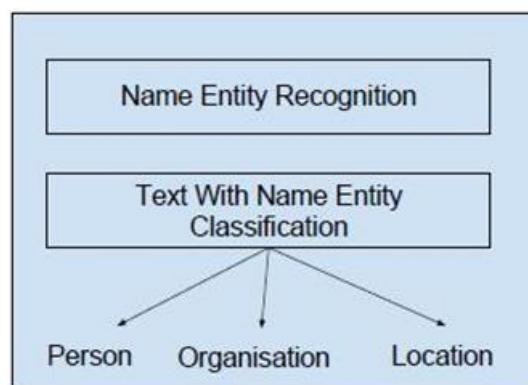 Name Entity Recognition
Text With Name Entity
Classification
Person Organisation Location